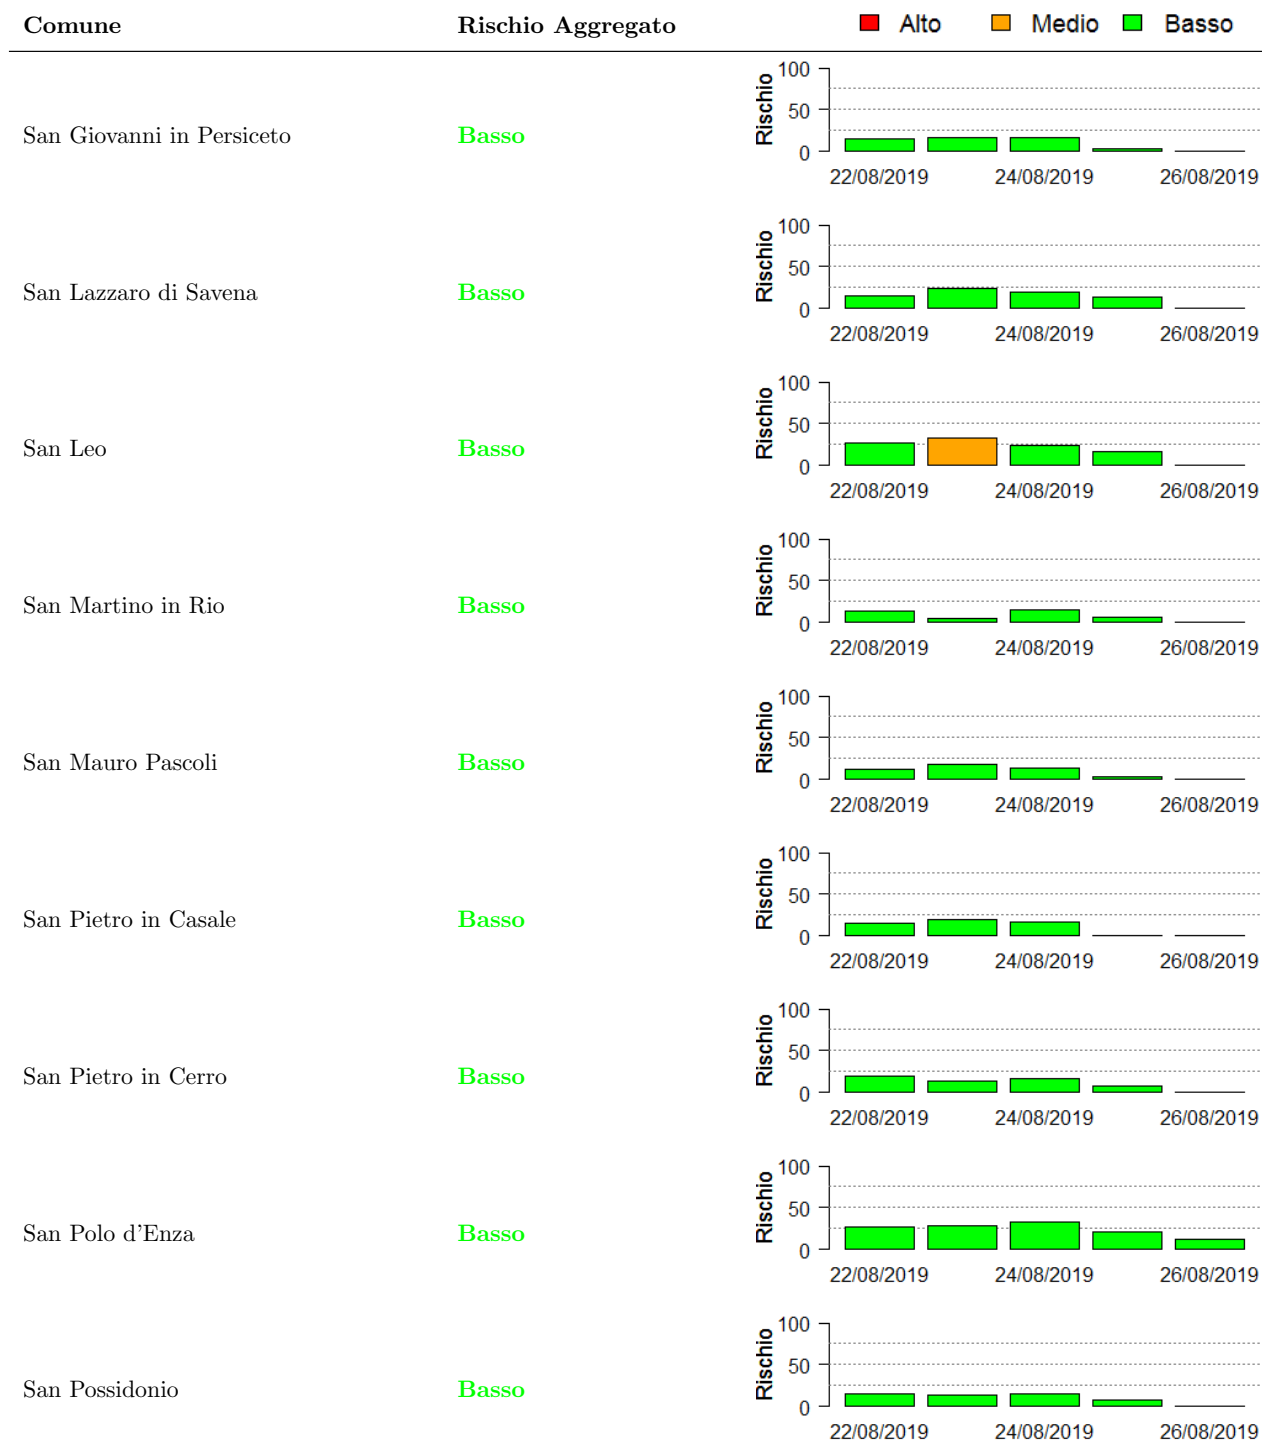 Comune Rischio Aggregato Alto Medio Basso
San Giovanni in Persiceto Basso Rischio 100 50 0
22/08/2019 24/08/2019 26/08/2019
San Lazzaro di Savena Basso Rischio 100 50 0
22/08/2019 24/08/2019 26/08/2019
San Leo Basso Rischio 100 50 0
22/08/2019 24/08/2019 26/08/2019
San Martino in Rio Basso Rischio 100 50 0
22/08/2019 24/08/2019 26/08/2019
San Mauro Pascoli Basso Rischio 100 50 0
22/08/2019 24/08/2019 26/08/2019
San Pietro in Casale Basso Rischio 100 50 0
22/08/2019 24/08/2019 26/08/2019
San Pietro in Cerro Basso Rischio 100 50 0
22/08/2019 24/08/2019 26/08/2019
San Polo d'Enza Basso Rischio 100 50 0
22/08/2019 24/08/2019 26/08/2019
San Possidonio Basso Rischio 100 50 0
22/08/2019 24/08/2019 26/08/2019